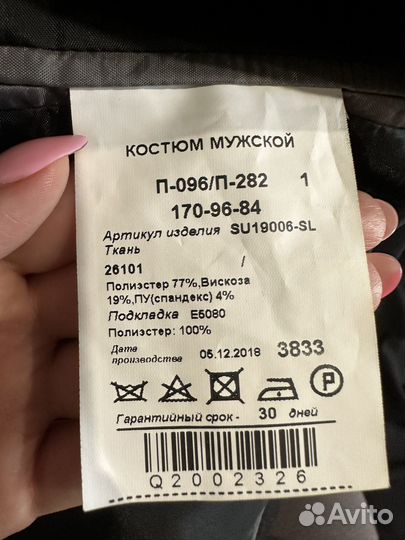 КОСТЮМ МУЖСКОЙ
П-096/П-282 1
170-96-84
Артикул изделия SU19006-SL
Ткань
26101 /
Полиэстер 77%,Вискоза
19%,ПУ(спандекс) 4%
Подкладка E5080
Полиэстер: 100%
Дата
производства 05.12.2018 3833
P
Гарантийный срок - 30 дней
Q2002326
Avito